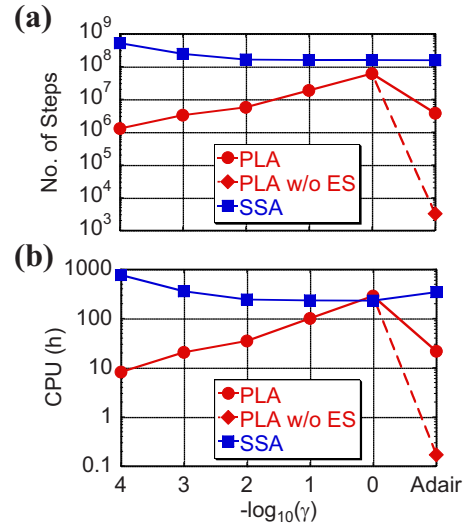 (a)
10^9
10^8
10^7
10^6
10^5
10^4
10^3
No. of Steps
PLA
PLA w/o ES
SSA
(b)
1000
100
10
1
0.1
CPU (h)
PLA
PLA w/o ES
SSA
4 3 2 1 0 Adair
-log_10(γ)